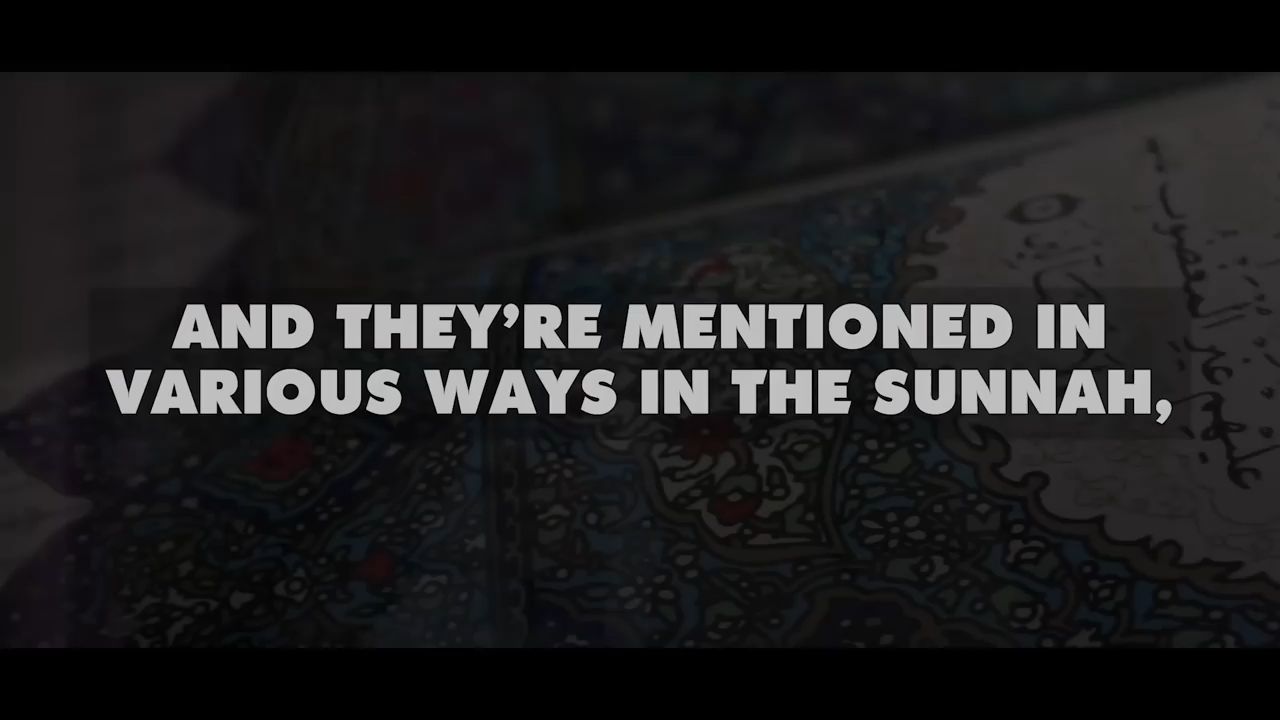 AND THEY’RE MENTIONED IN
VARIOUS WAYS IN THE SUNNAH,